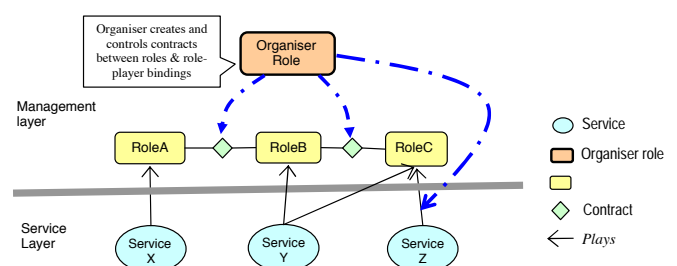 Organiser creates and
controls contracts
between roles & role-
player bindings
Organiser
Role
Management
layer
RoleA
RoleB
RoleC
Service
Organiser role
Contract
Plays
Service
Layer
Service
X
Service
Y
Service
Z